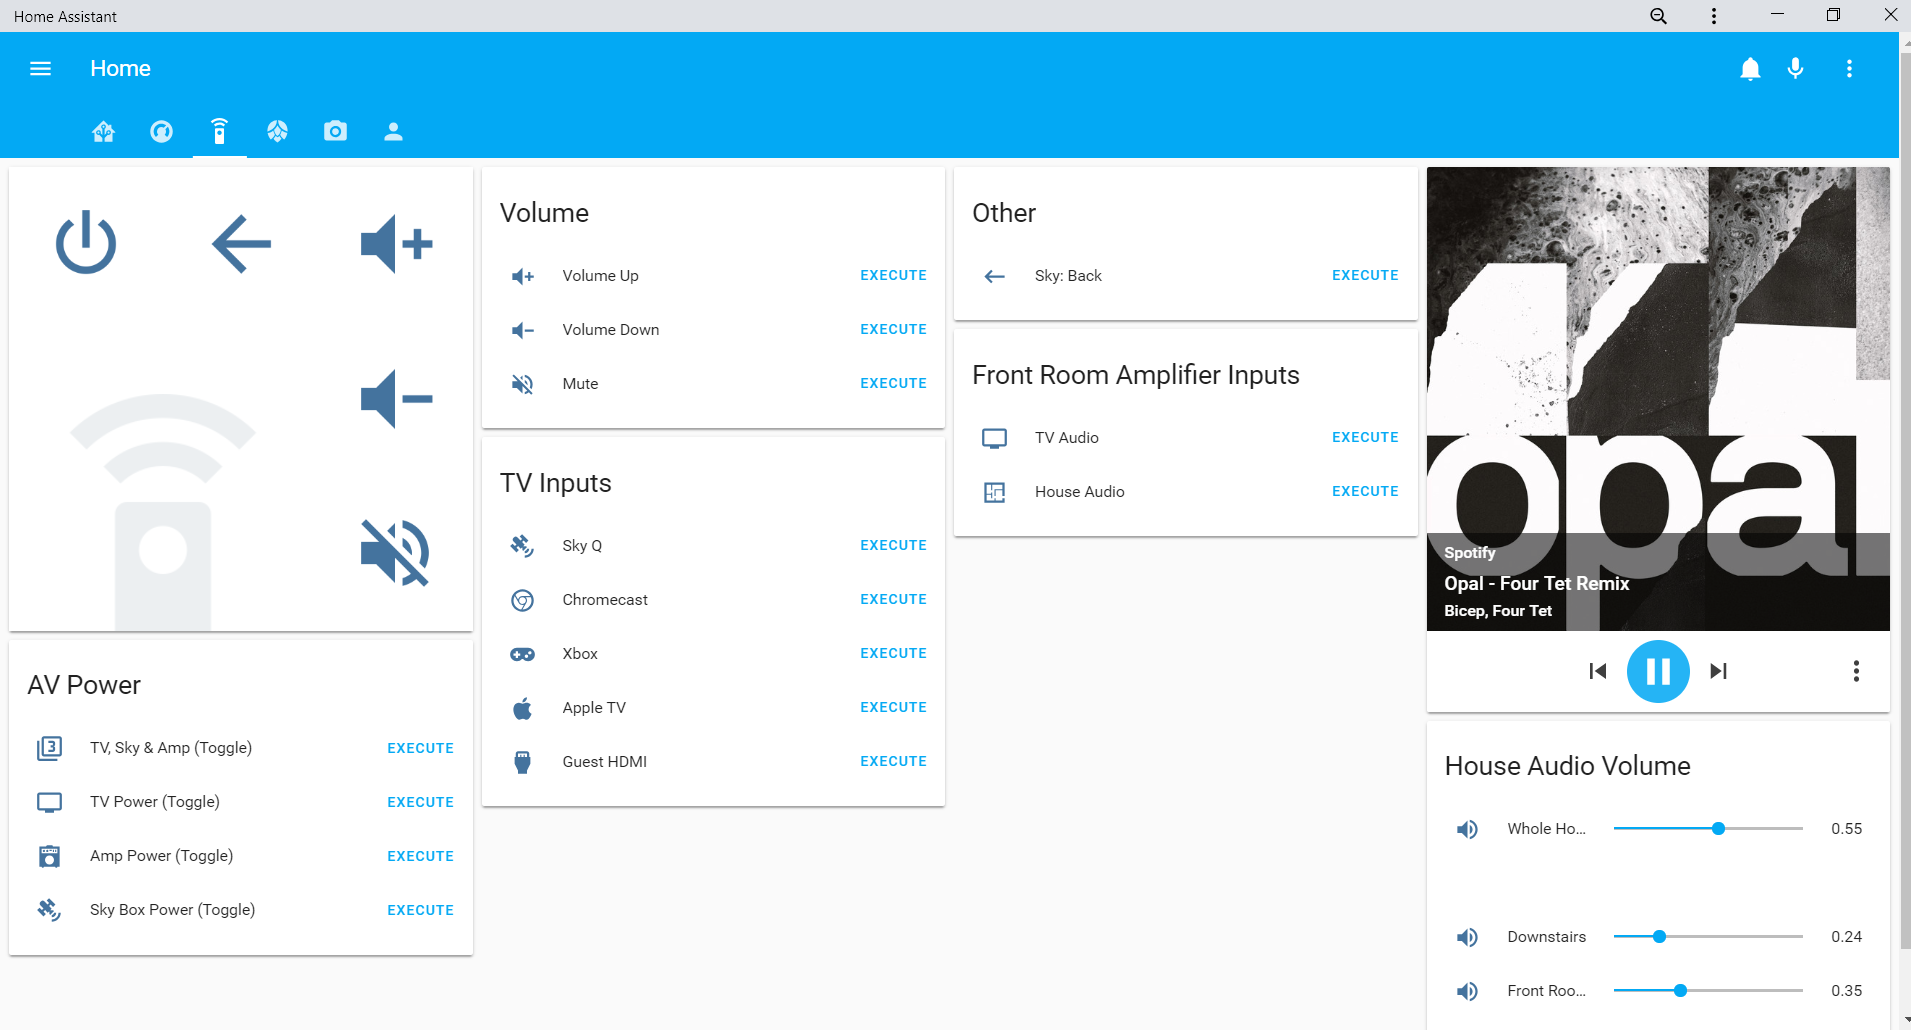 Home Assistant
Home
AV Power
TV, Sky & Amp (Toggle) EXECUTE
TV Power (Toggle) EXECUTE
Amp Power (Toggle) EXECUTE
Sky Box Power (Toggle) EXECUTE
Volume
Volume Up EXECUTE
Volume Down EXECUTE
Mute EXECUTE
TV Inputs
Sky Q EXECUTE
Chromecast EXECUTE
Xbox EXECUTE
Apple TV EXECUTE
Guest HDMI EXECUTE
Other
Sky: Back EXECUTE
Front Room Amplifier Inputs
TV Audio EXECUTE
House Audio EXECUTE
opal
Spotify
Opal - Four Tet Remix
Bicep, Four Tet
House Audio Volume
Whole Ho... 0.55
Downstairs 0.24
Front Roo... 0.35